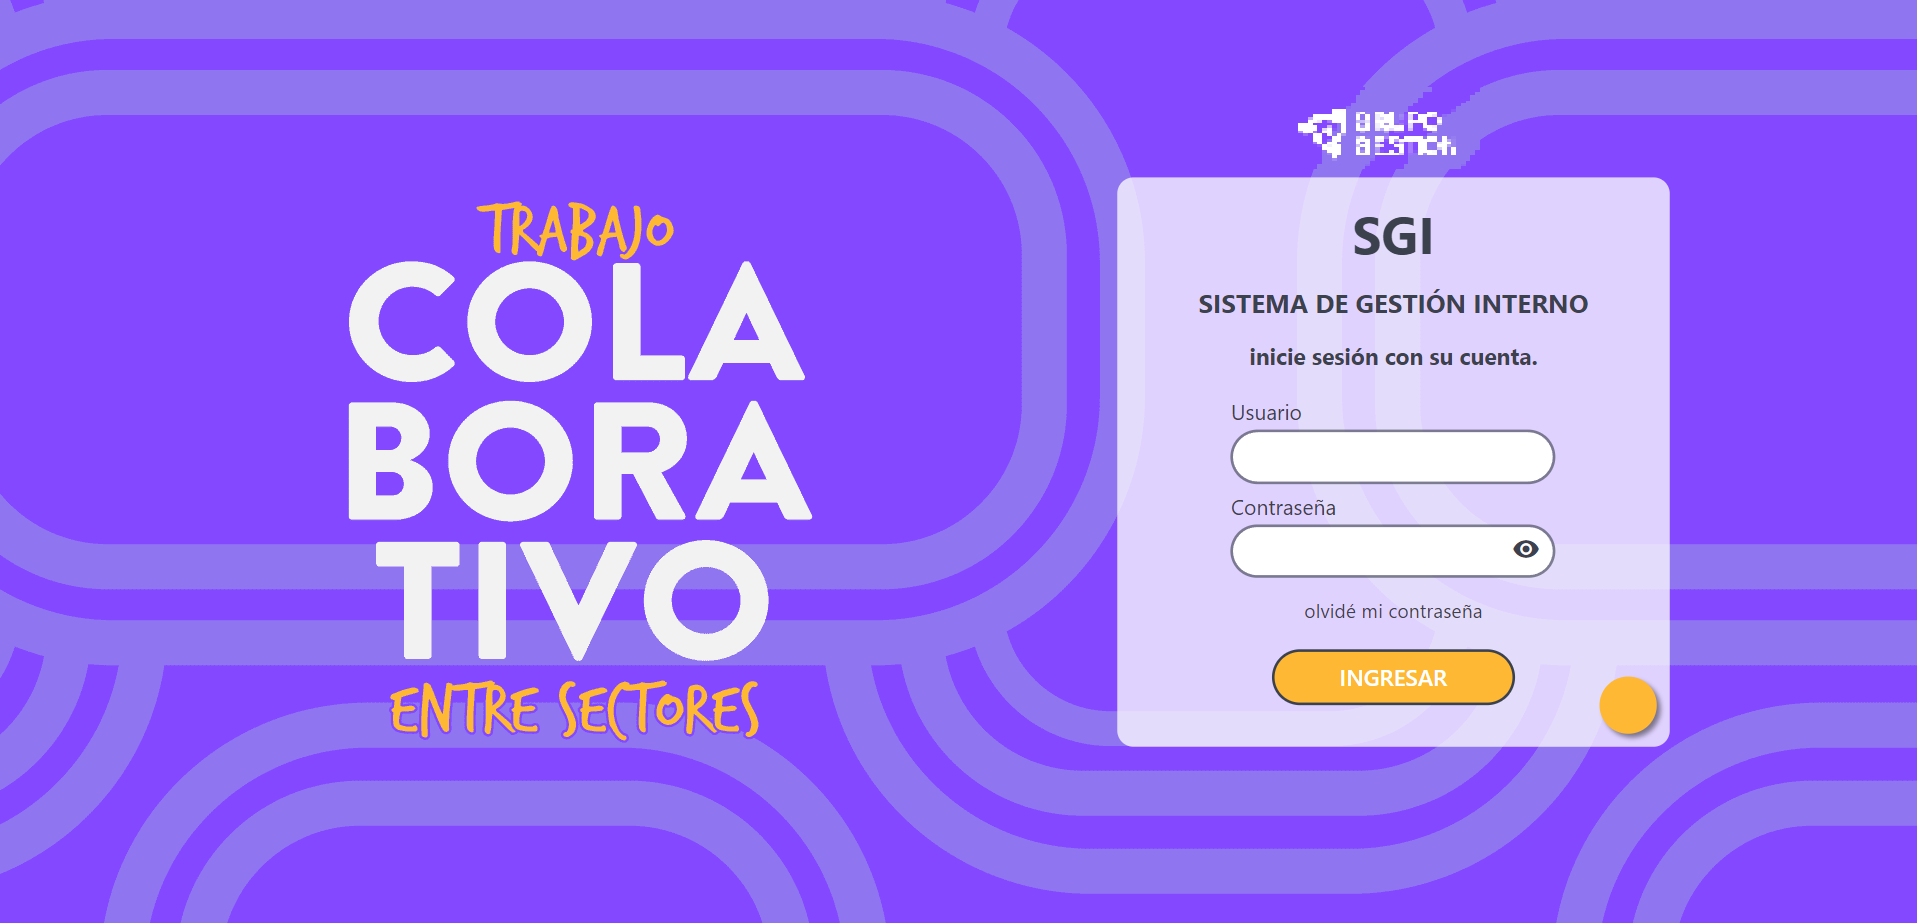 TRABAJO
COLA
BORA
TIVO
ENTRE SECTORES
SGI
SISTEMA DE GESTIÓN INTERNO
inicie sesión con su cuenta.
Usuario
Contraseña
olvidé mi contraseña
INGRESAR